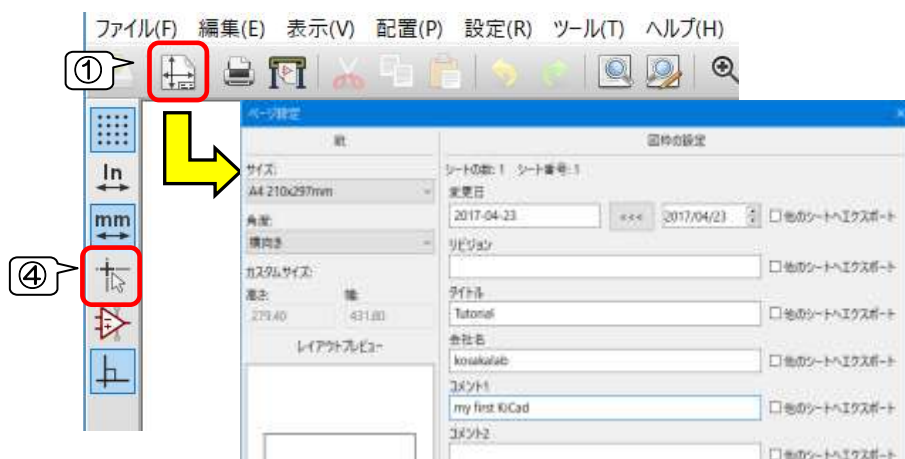 ファイル(F) 編集(E) 表示(V) 配置(P) 設定(R) ツール(T) ヘルプ(H)
①
In
mm
④
ページ設定
紙
図枠の設定
サイズ:
A4 210x297mm
角度:
横向き
カスタムサイズ:
高さ: 幅:
279.40 431.80
レイアウトプレビュー
シートの数: 1 シート番号: 1
変更日
2017-04-23 <<< 2017/04/23 他のシートへエクスポート
リビジョン
他のシートへエクスポート
タイトル
Tutorial 他のシートへエクスポート
会社名
kosakalab 他のシートへエクスポート
コメント1
my first KiCad 他のシートへエクスポート
コメント2
他のシートへエクスポート